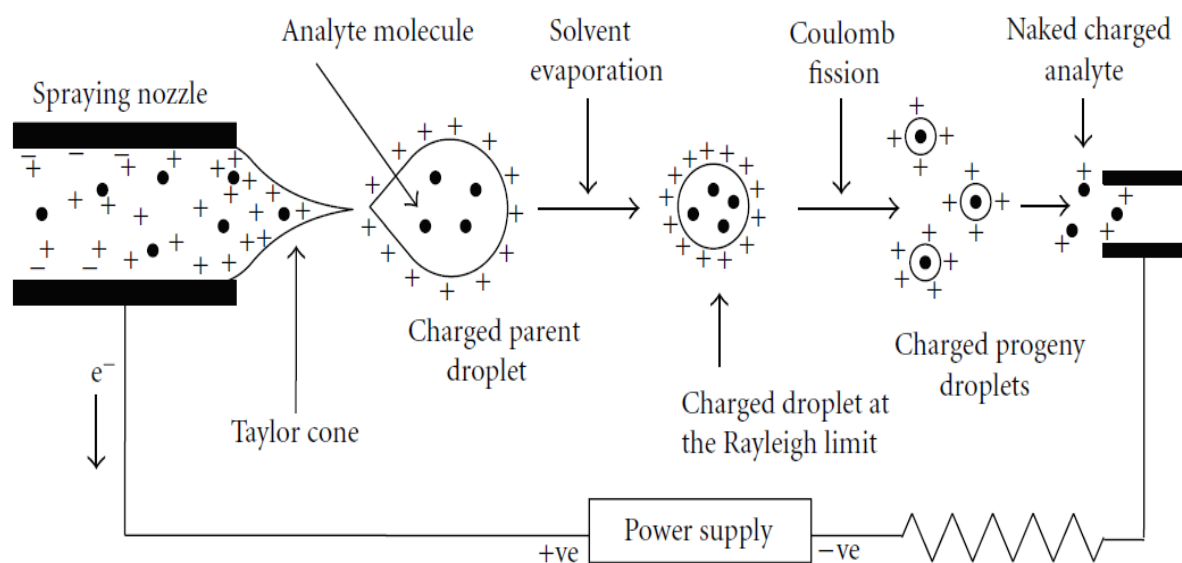 Analyte molecule
Solvent
evaporation
Coulomb
fission
Naked charged
analyte
Spraying nozzle
Charged parent
droplet
Charged progeny
droplets
e⁻
Taylor cone
Charged droplet at
the Rayleigh limit
+ve
Power supply
−ve